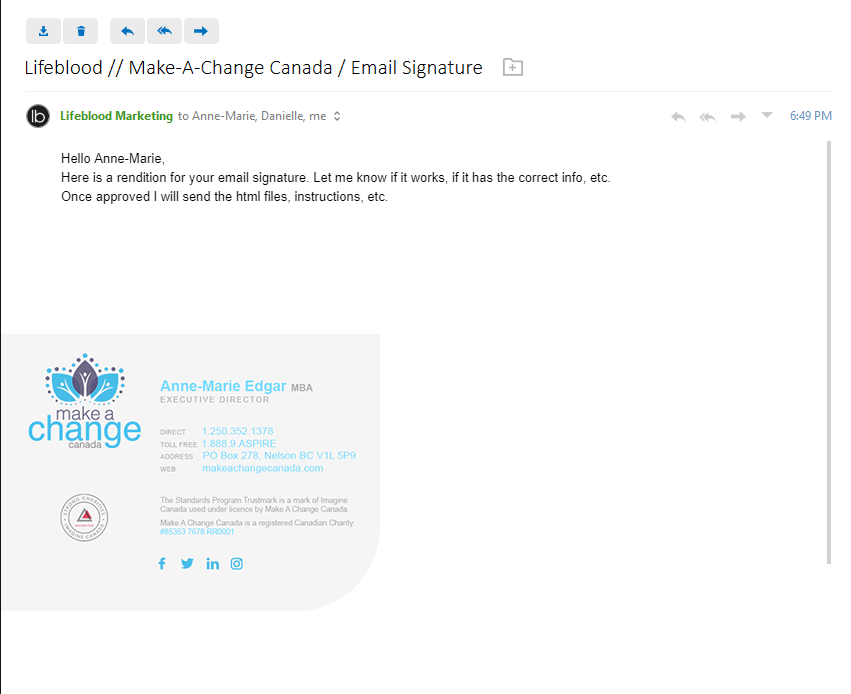 Lifeblood // Make-A-Change Canada / Email Signature
lb
Lifeblood Marketing to Anne-Marie, Danielle, me
6:49 PM
Hello Anne-Marie,
Here is a rendition for your email signature. Let me know if it works, if it has the correct info, etc.
Once approved I will send the html files, instructions, etc.
make a
change
canada
Anne-Marie Edgar MBA
EXECUTIVE DIRECTOR
DIRECT 1.250.352.1378
TOLL FREE 1.888.9.ASPIRE
ADDRESS PO Box 278, Nelson BC V1L 5P9
WEB makeachangecanada.com
STRONG CHARITIES
IMAGINE CANADA
The Standards Program Trustmark is a mark of Imagine
Canada used under licence by Make A Change Canada.
Make A Change Canada is a registered Canadian Charity.
#85353 7678 RR0001